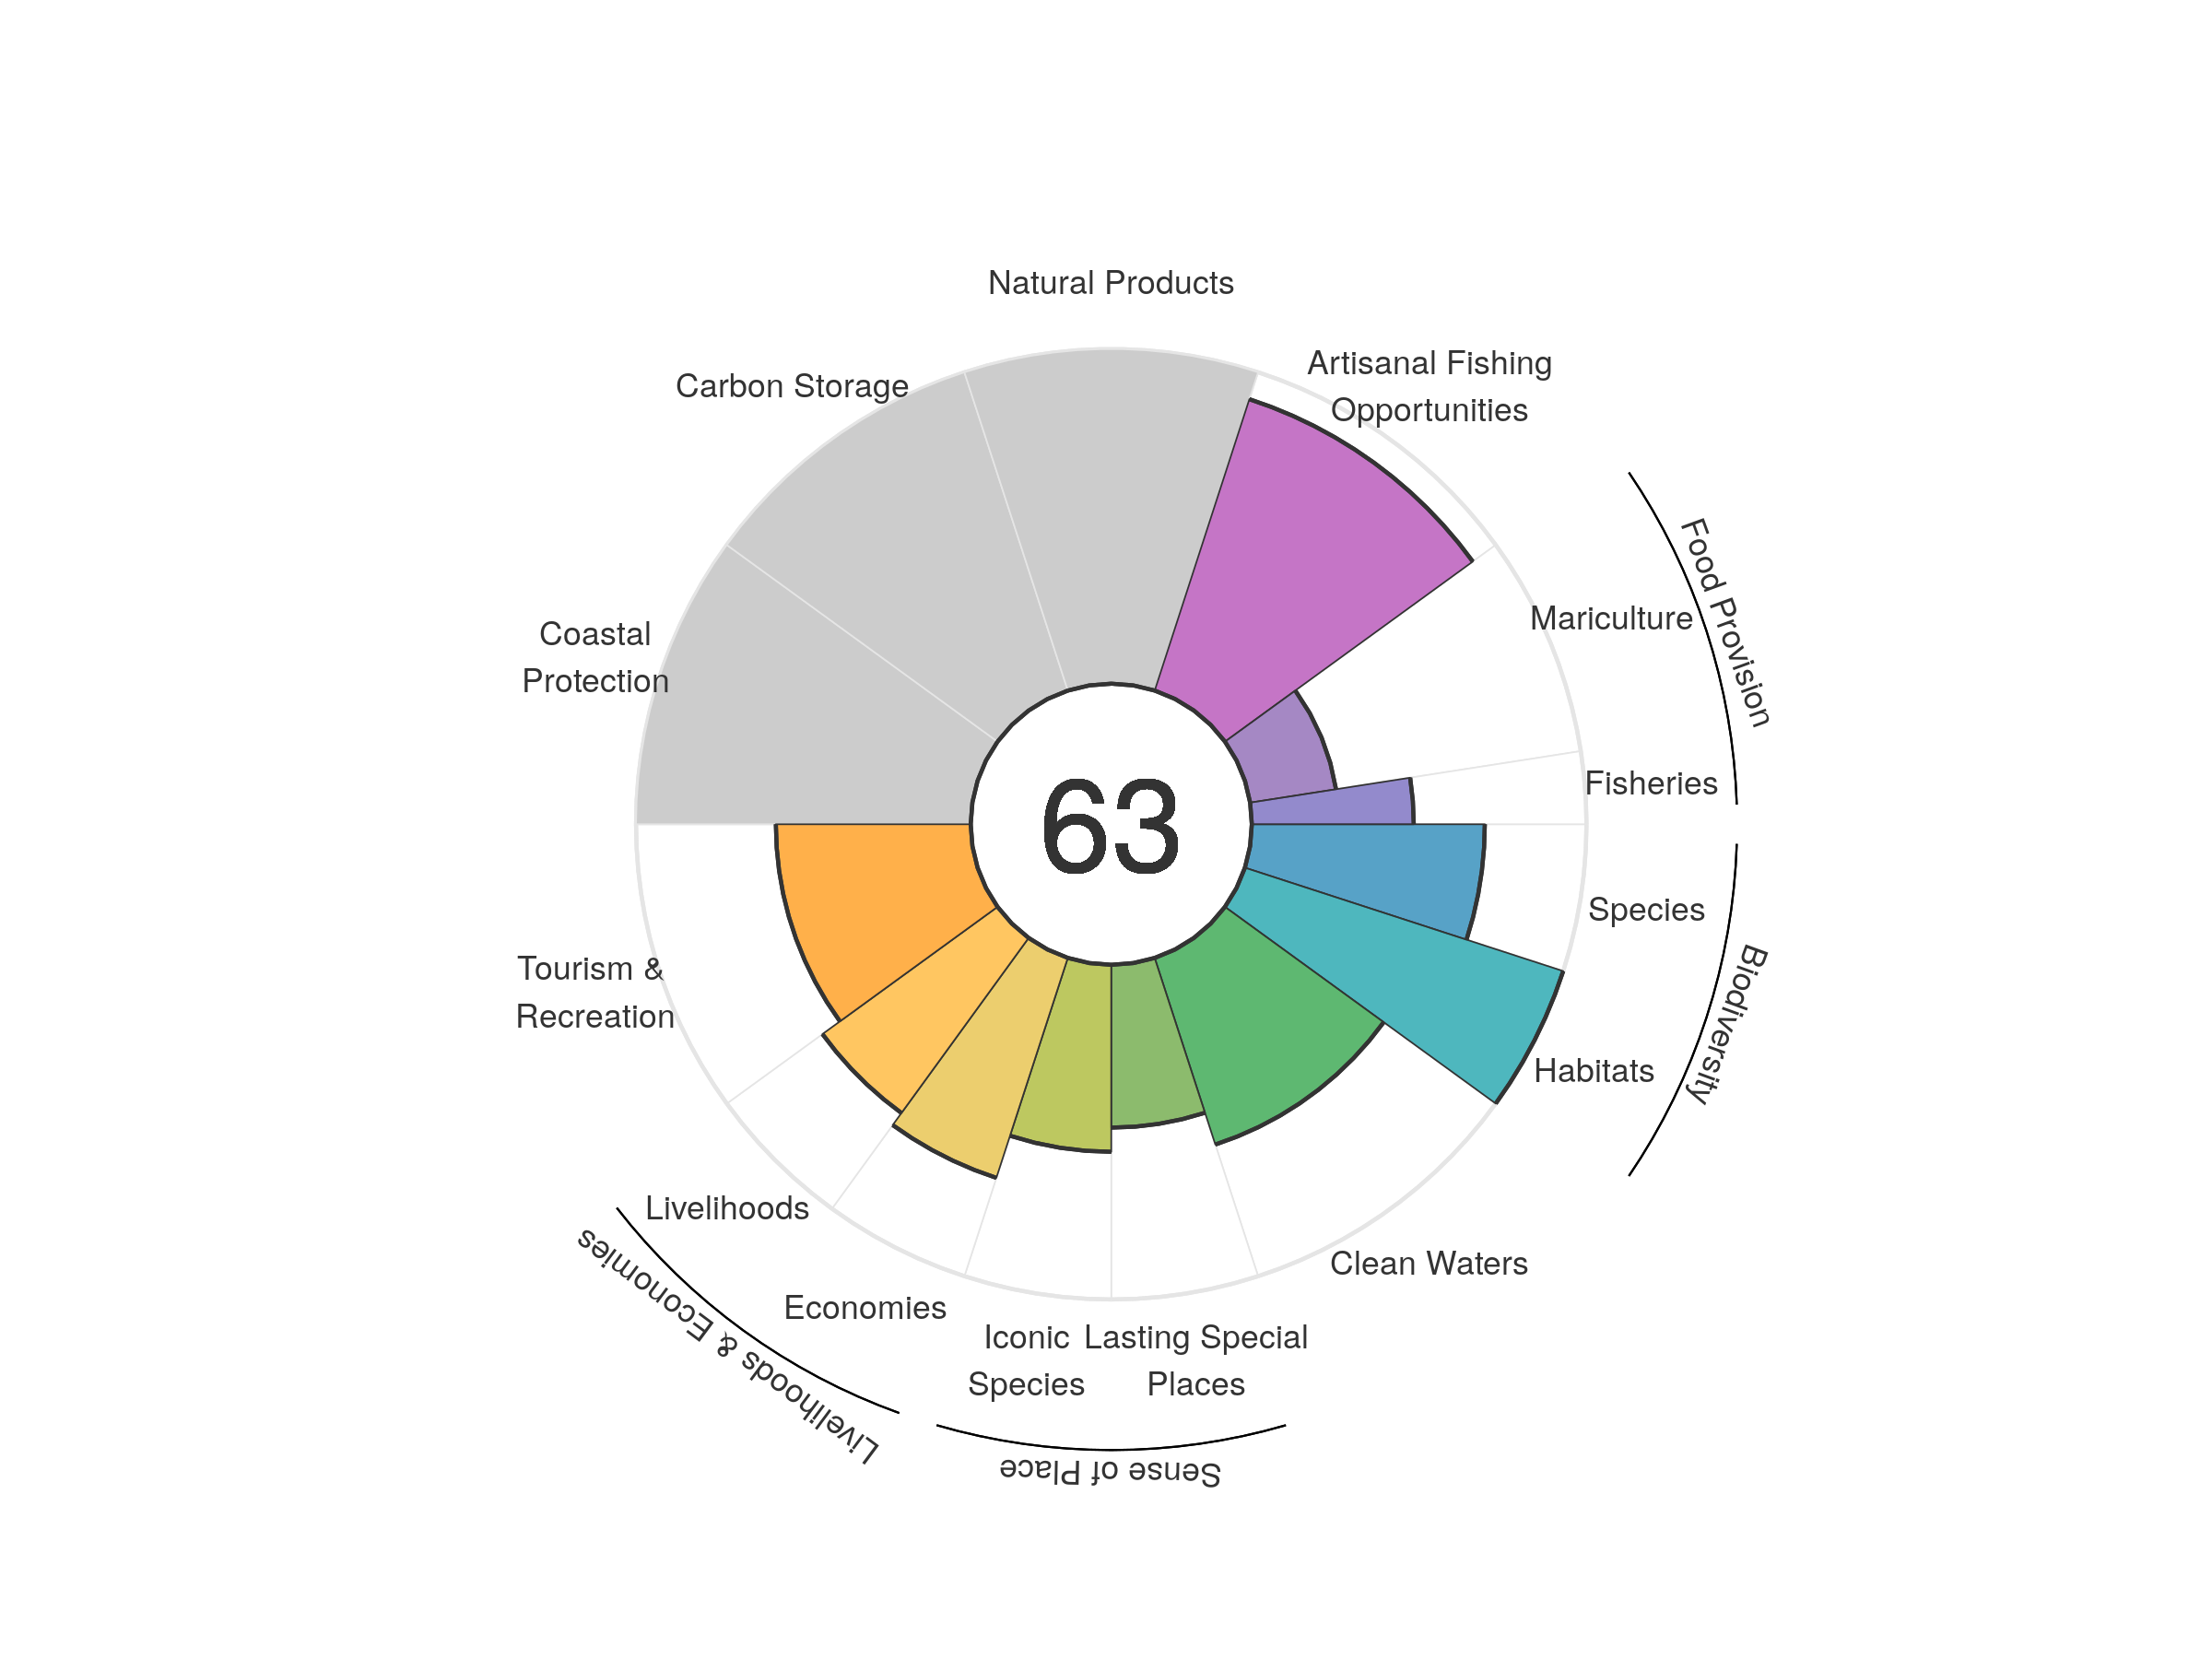 Natural Products
Artisanal Fishing
Opportunities
Carbon Storage
Food Provision
Mariculture
Coastal
Protection
Fisheries
63
Species
Biodiversity
Tourism &
Recreation
Habitats
Livelihoods
Clean Waters
Livelihoods & Economies
Economies
Iconic
Species
Lasting Special
Places
Sense of Place